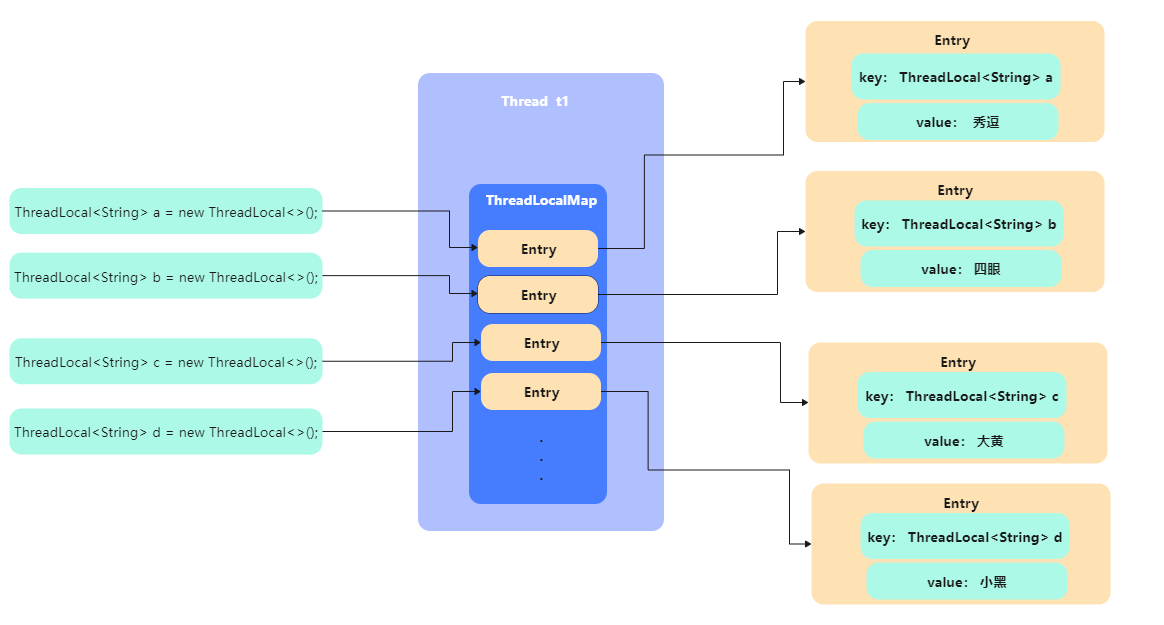 ThreadLocal<String> a = new ThreadLocal<>();
ThreadLocal<String> b = new ThreadLocal<>();
ThreadLocal<String> c = new ThreadLocal<>();
ThreadLocal<String> d = new ThreadLocal<>();
Thread t1
ThreadLocalMap
Entry
Entry
Entry
Entry
.
.
.
Entry
key: ThreadLocal<String> a
value: 秀逗
Entry
key: ThreadLocal<String> b
value: 四眼
Entry
key: ThreadLocal<String> c
value: 大黄
Entry
key: ThreadLocal<String> d
value: 小黑